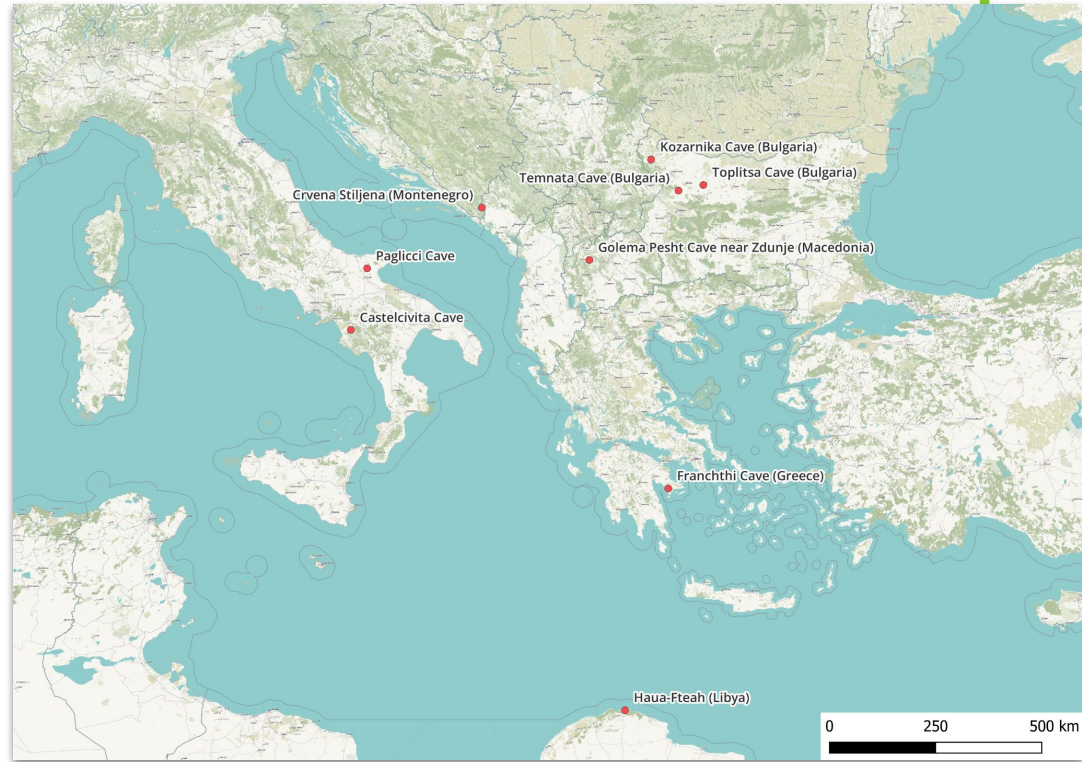 Kozarnika Cave (Bulgaria)
Temnata Cave (Bulgaria)
Toplitsa Cave (Bulgaria)
Crvena Stiljena (Montenegro)
Golema Pesht Cave near Zdunje (Macedonia)
Paglicci Cave
Castelcivita Cave
Franchthi Cave (Greece)
Haua-Fteah (Libya)
0 250 500 km